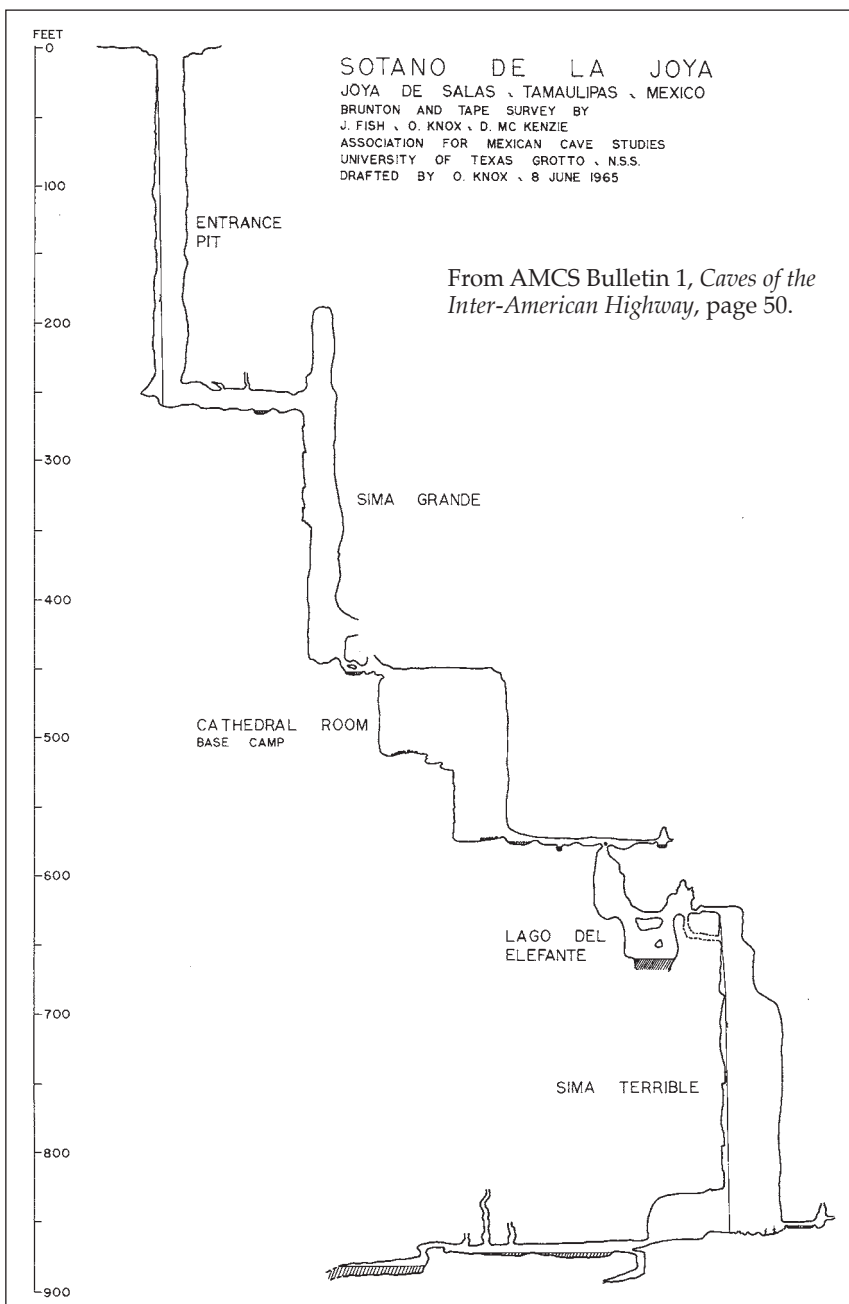 FEET
0
SOTANO DE LA JOYA
JOYA DE SALAS, TAMAULIPAS, MEXICO
BRUNTON AND TAPE SURVEY BY
J. FISH, O. KNOX, D. MC KENZIE
ASSOCIATION FOR MEXICAN CAVE STUDIES
UNIVERSITY OF TEXAS GROTTO, N.S.S.
DRAFTED BY O. KNOX, 8 JUNE 1965
100
ENTRANCE
PIT
From AMCS Bulletin 1, Caves of the
Inter-American Highway, page 50.
200
300
SIMA GRANDE
400
CATHEDRAL ROOM
BASE CAMP
500
600
LAGO DEL
ELEFANTE
700
SIMA TERRIBLE
800
900